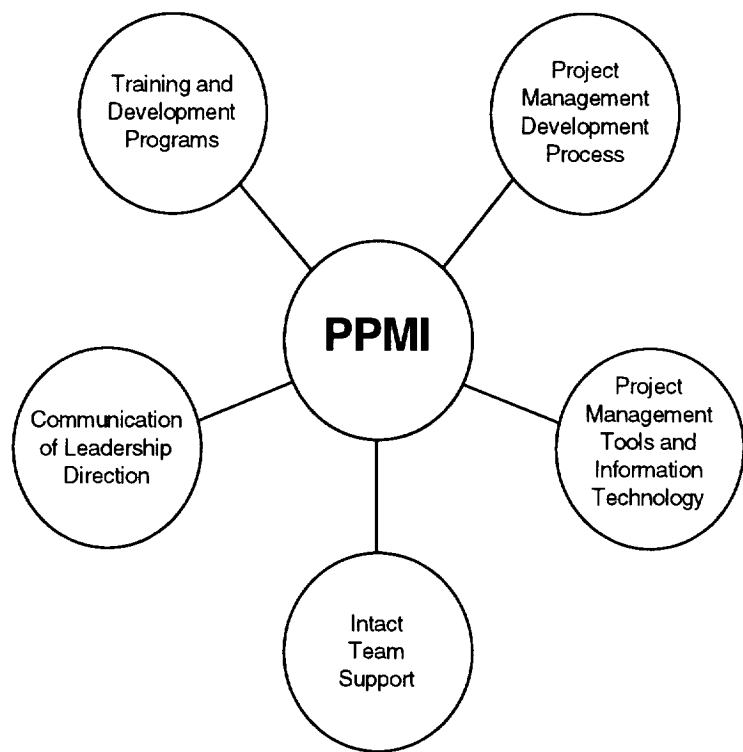 Training and
Development
Programs
Project
Management
Development
Process
PPMI
Communication
of Leadership
Direction
Project
Management
Tools and
Information
Technology
Intact
Team
Support